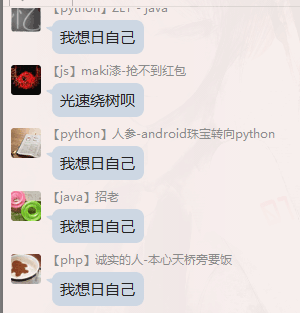 【python】ZLY - java
我想日自己
【js】maki漆-抢不到红包
光速绕树呗
【python】人参-android珠宝转向python
我想日自己
【java】招老
我想日自己
【php】诚实的人-本心天桥旁要饭
我想日自己